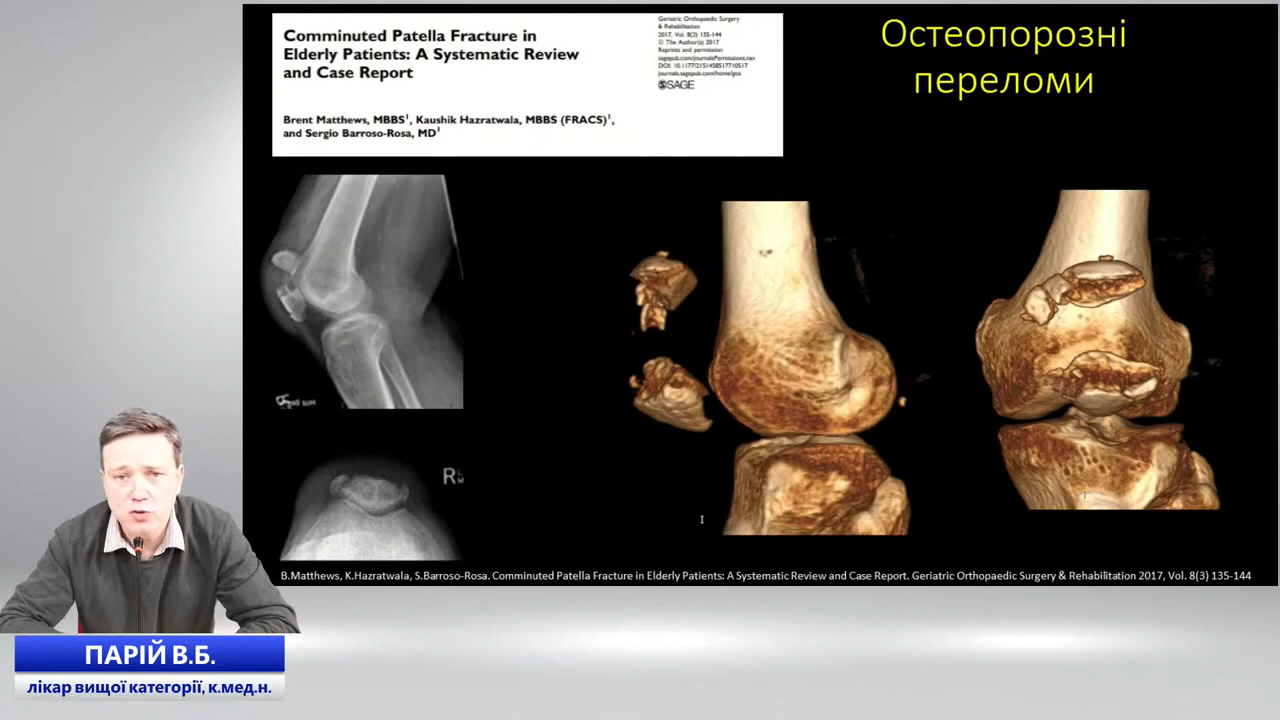 Comminuted Patella Fracture in
Elderly Patients: A Systematic Review
and Case Report
Geriatric Orthopaedic Surgery
& Rehabilitation
2017, Vol. 8(3) 135-144
© The Author(s) 2017
Reprints and permission:
sagepub.com/journalsPermissions.nav
DOI: 10.1177/2151458517710517
journals.sagepub.com/home/gos
SAGE
Brent Matthews, MBBS¹, Kaushik Hazratwala, MBBS (FRACS)¹,
and Sergio Barroso-Rosa, MD¹
Остеопорозні
переломи
R
B.Matthews, K.Hazratwala, S.Barroso-Rosa. Comminuted Patella Fracture in Elderly Patients: A Systematic Review and Case Report. Geriatric Orthopaedic Surgery & Rehabilitation 2017, Vol. 8(3) 135-144
ПАРІЙ В.Б.
лікар вищої категорії, к.мед.н.